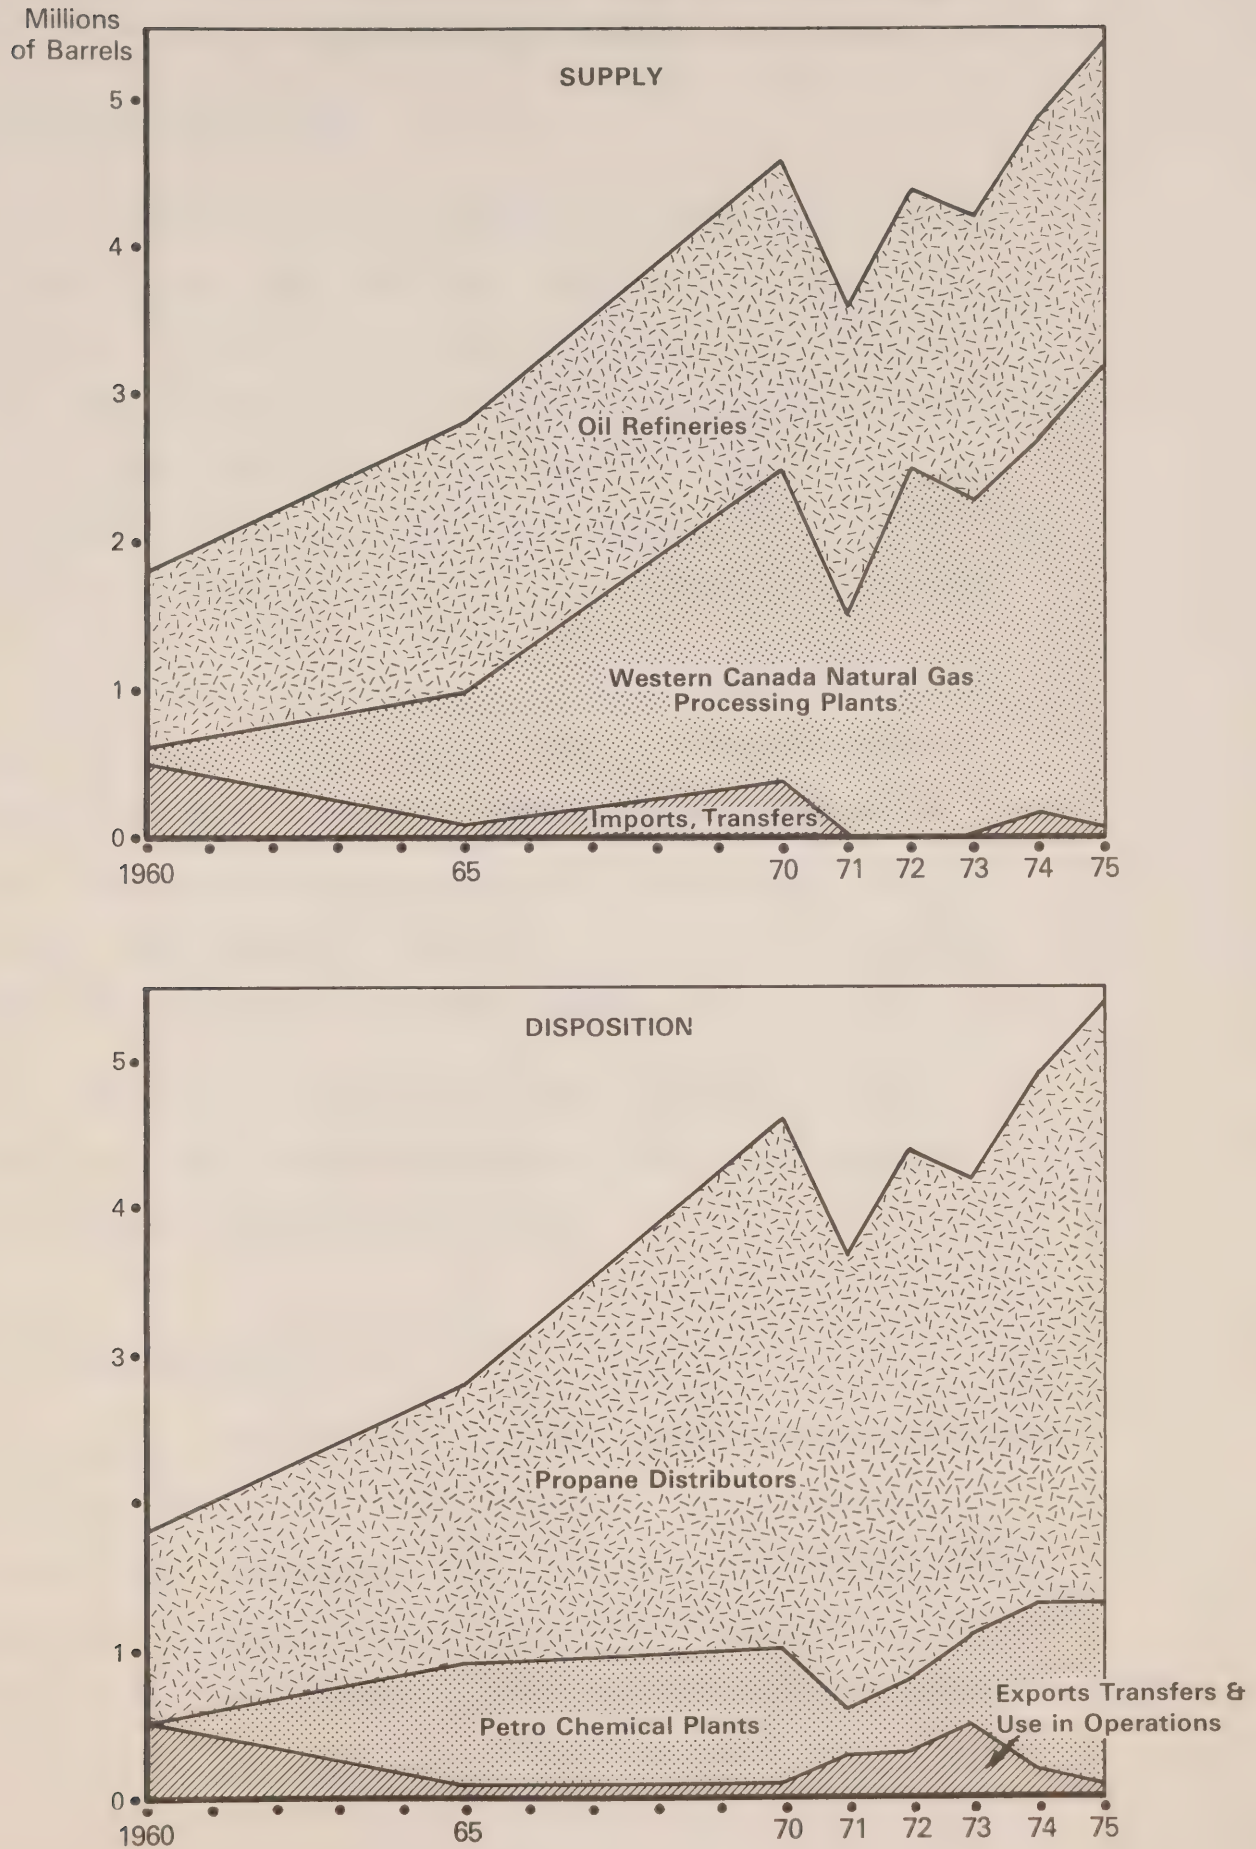 Millions
of Barrels
SUPPLY
5
4
3
2
1
0
Oil Refineries
Western Canada Natural Gas
Processing Plants
Imports, Transfers
1960 65 70 71 72 73 74 75
DISPOSITION
5
4
3
1
0
Propane Distributors
Petro Chemical Plants
Exports Transfers &
Use in Operations
1960 65 70 71 72 73 74 75